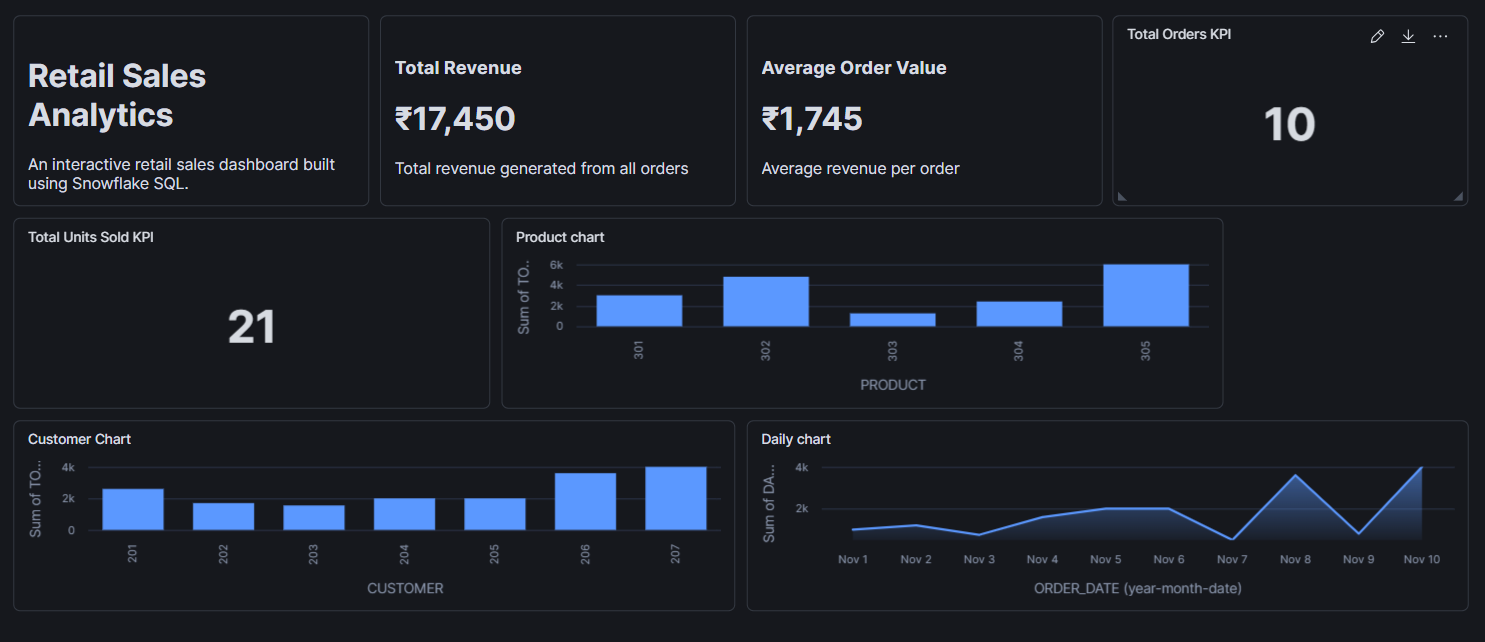 Retail Sales
Analytics
An interactive retail sales dashboard built
using Snowflake SQL.
Total Revenue
₹17,450
Total revenue generated from all orders
Average Order Value
₹1,745
Average revenue per order
Total Orders KPI
10
Total Units Sold KPI
21
Product chart
Sum of TO...
6k
4k
2k
0
301
302
303
304
305
PRODUCT
Customer Chart
Sum of TO...
4k
2k
0
201
202
203
204
205
206
207
CUSTOMER
Daily chart
Sum of DA...
4k
2k
Nov 1
Nov 2
Nov 3
Nov 4
Nov 5
Nov 6
Nov 7
Nov 8
Nov 9
Nov 10
ORDER_DATE (year-month-date)